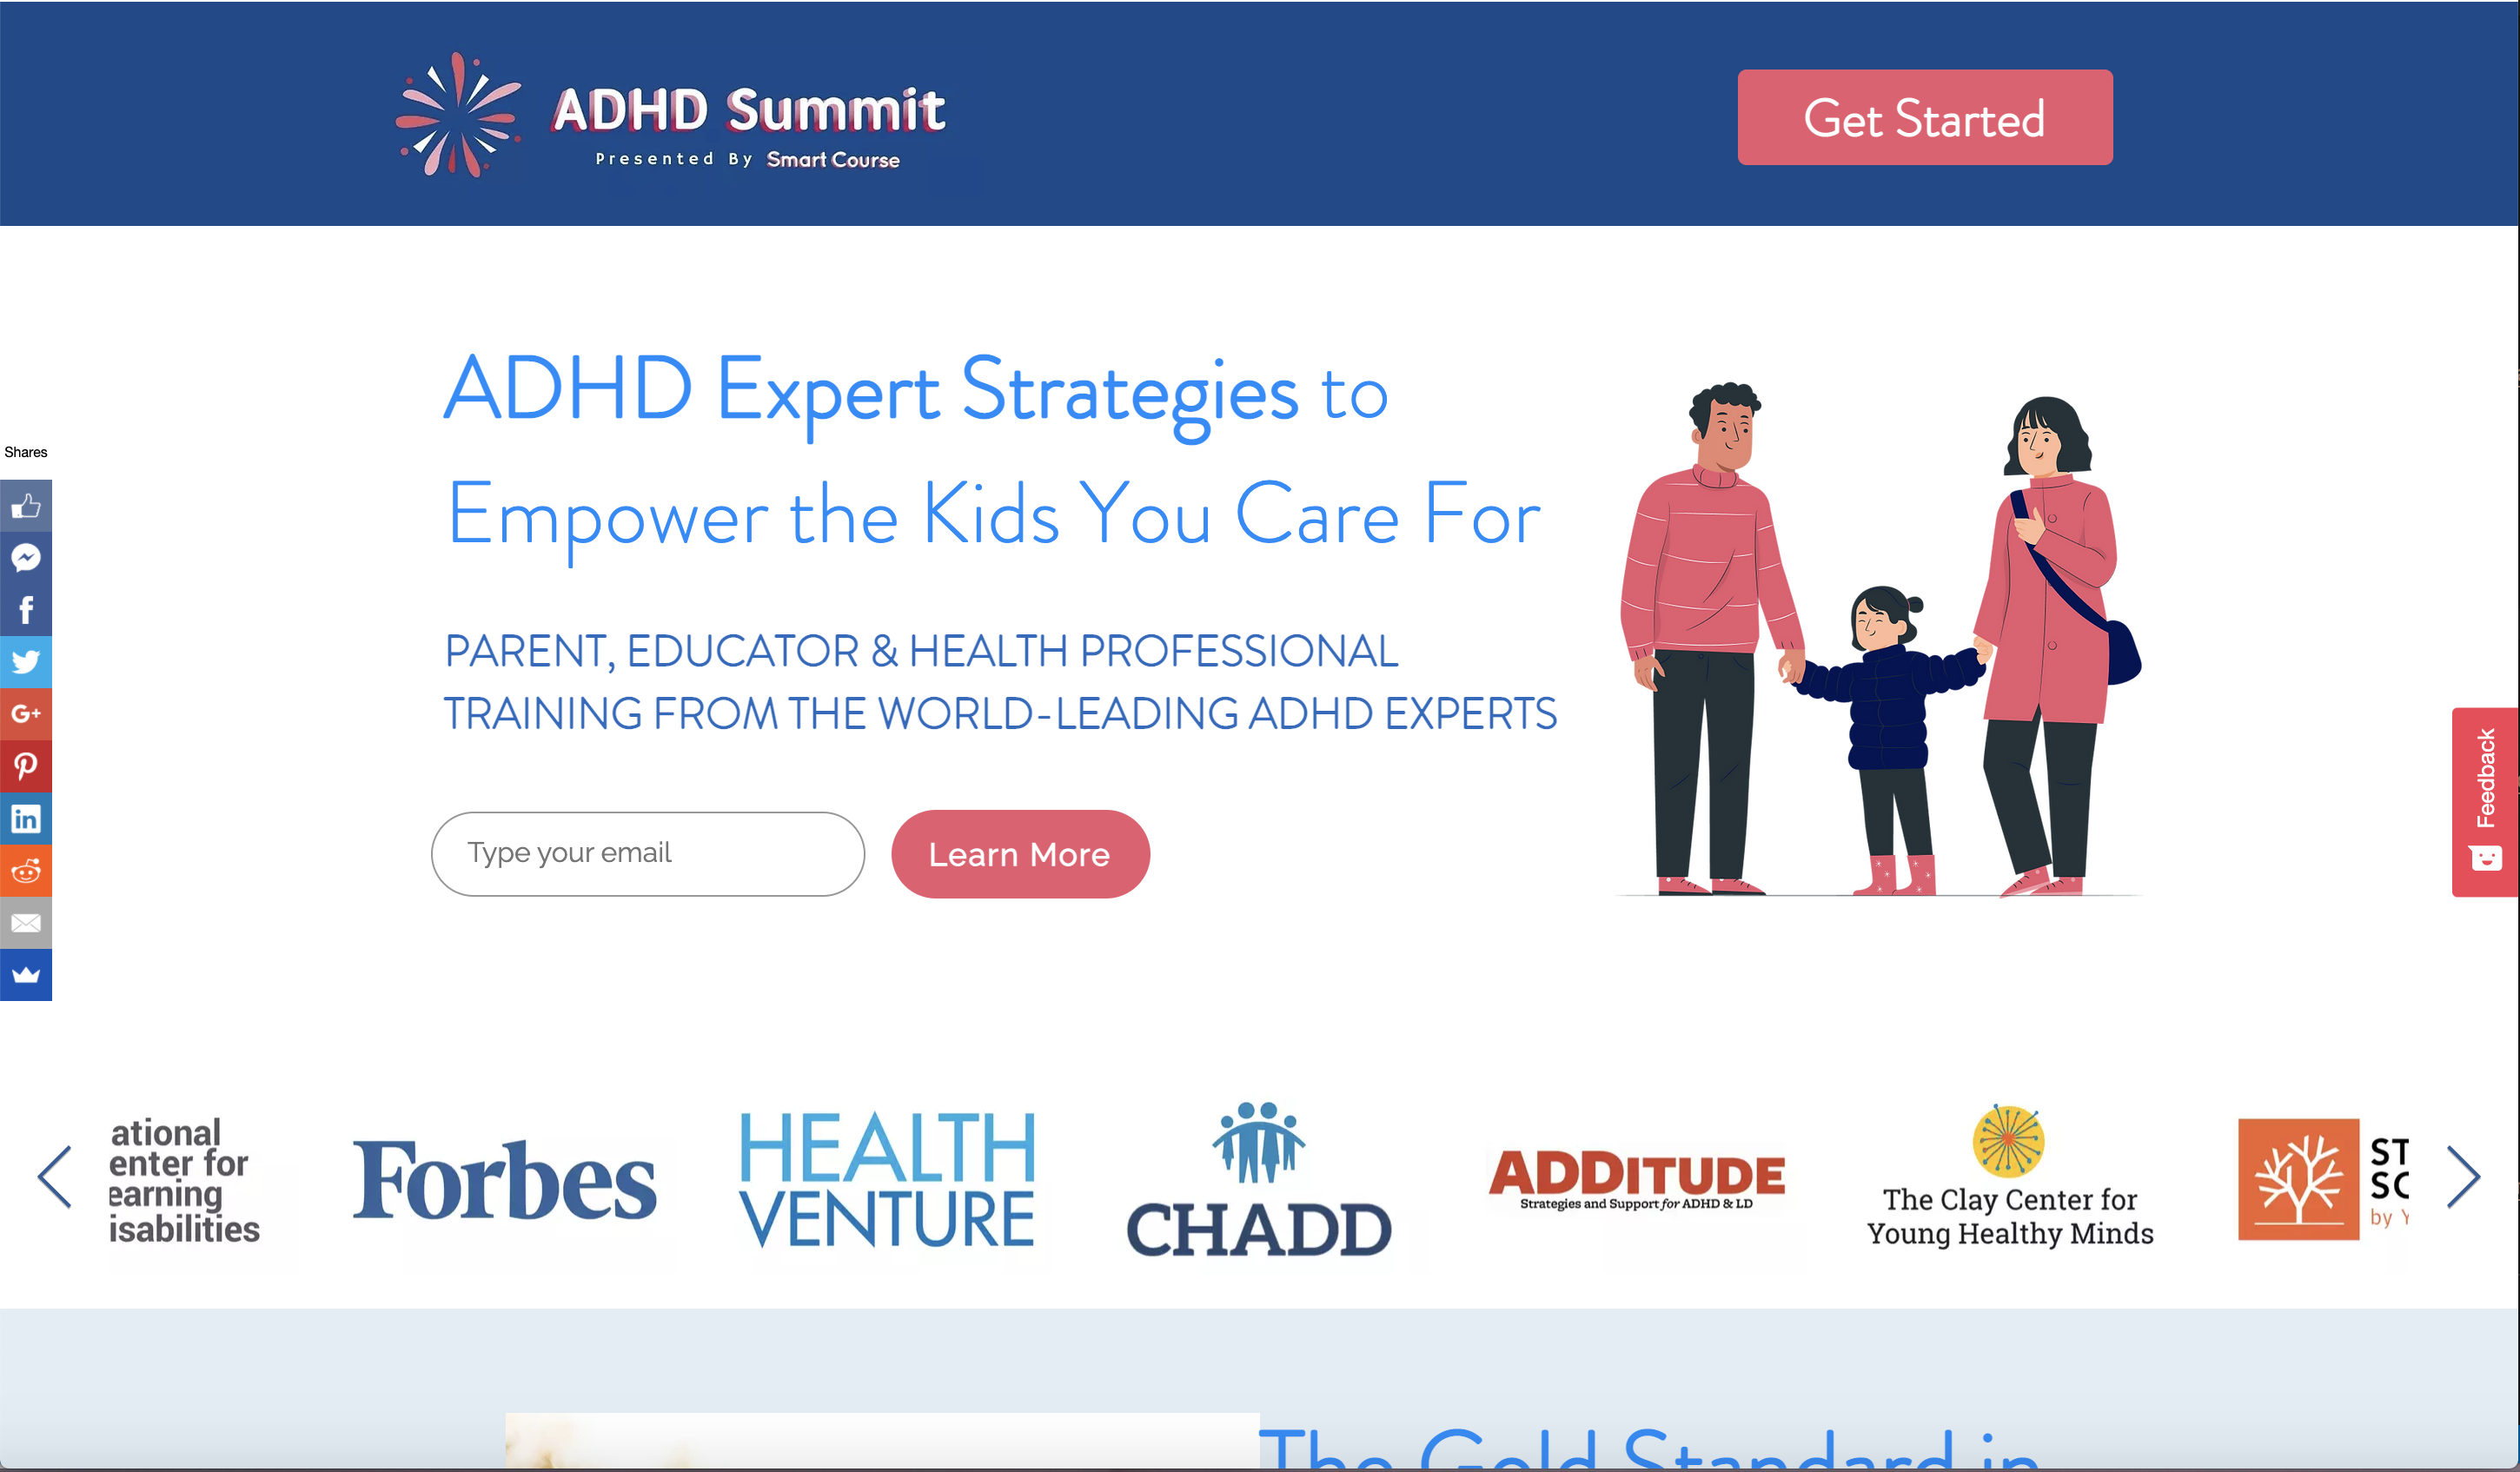 ADHD Summit
Presented By Smart Course
Get Started
ADHD Expert Strategies to
Empower the Kids You Care For
PARENT, EDUCATOR & HEALTH PROFESSIONAL
TRAINING FROM THE WORLD-LEADING ADHD EXPERTS
Type your email
Learn More
Shares
f
G+
in
Feedback
ational
enter for
earning
isabilities
Forbes
HEALTH
VENTURE
CHADD
ADDITUDE
Strategies and Support for ADHD & LD
The Clay Center for
Young Healthy Minds
ST
SC
by Y
The Gold Standard in